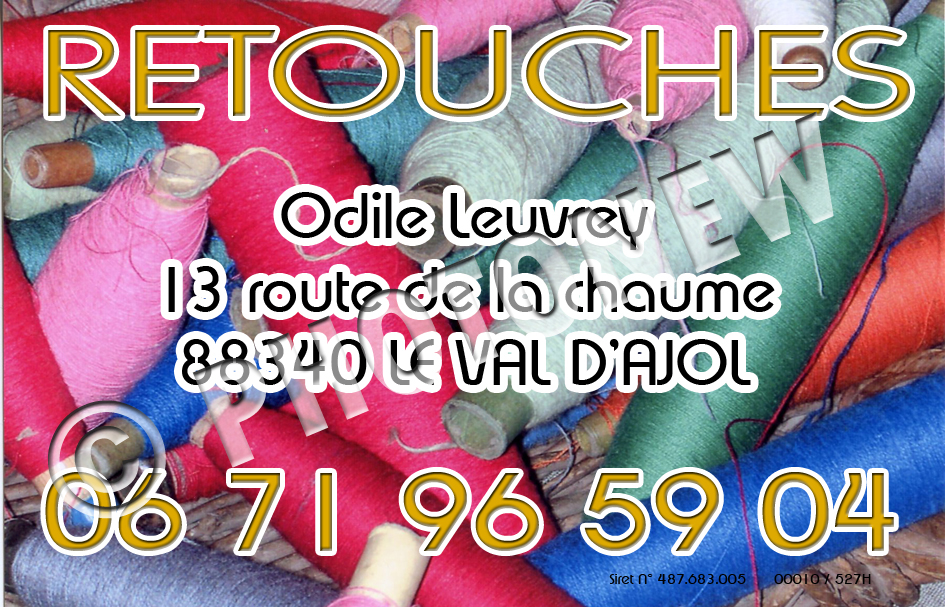 RETOUCHES
Odile Leuvrey
13 route de la chaume
88340 LE VAL D'AJOL
© PHOTONEW
06 71 96 59 04
Siret N° 487.683.005 00010 / 527H